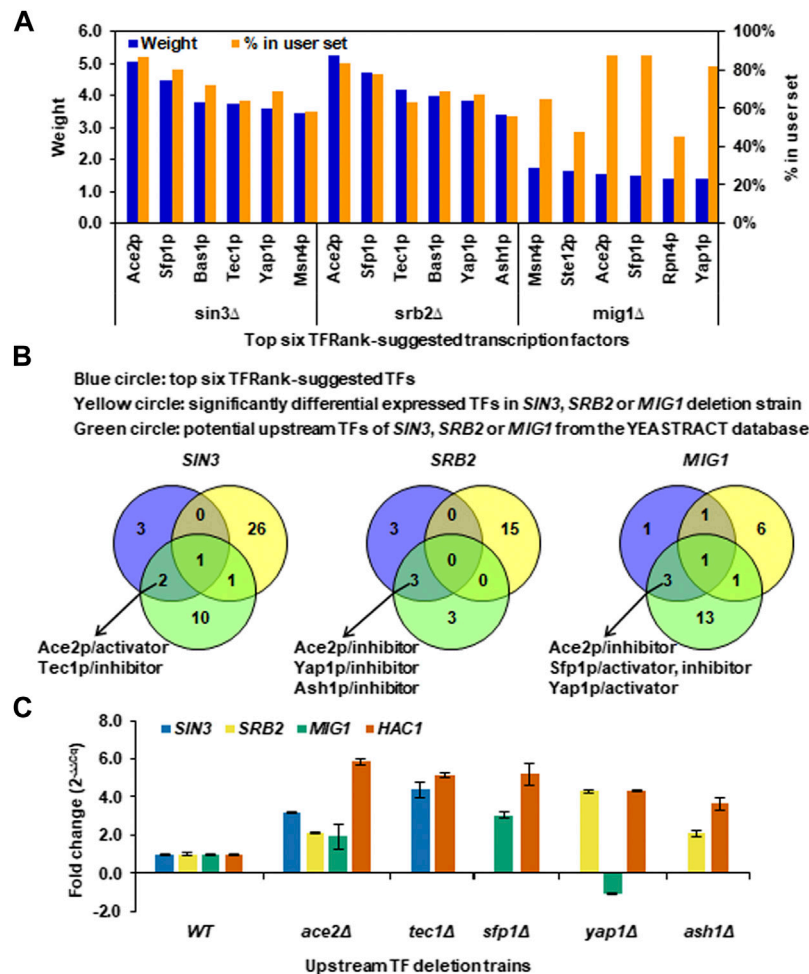 A
Weight
% in user set
6.0
5.0
4.0
3.0
2.0
1.0
0.0
Weight
100%
80%
60%
40%
20%
0%
% in user set
Ace2p
Sfp1p
Bas1p
Tec1p
Yap1p
Msn4p
Ace2p
Sfp1p
Tec1p
Bas1p
Yap1p
Ash1p
Msn4p
Ste12p
Ace2p
Sfp1p
Rpn4p
Yap1p
sin3Δ
srb2Δ
mig1Δ
Top six TFRank-suggested transcription factors
B
Blue circle: top six TFRank-suggested TFs
Yellow circle: significantly differential expressed TFs in SIN3, SRB2 or MIG1 deletion strain
Green circle: potential upstream TFs of SIN3, SRB2 or MIG1 from the YEASTRACT database
SIN3
3
0
26
1
2
1
10
Ace2p/activator
Tec1p/inhibitor
SRB2
3
0
15
0
3
0
3
Ace2p/inhibitor
Yap1p/inhibitor
Ash1p/inhibitor
MIG1
1
1
6
1
3
1
13
Ace2p/inhibitor
Sfp1p/activator, inhibitor
Yap1p/activator
C
SIN3
SRB2
MIG1
HAC1
8.0
6.0
4.0
2.0
0.0
-2.0
Fold change (2-ΔΔCq)
WT
ace2Δ
tec1Δ
sfp1Δ
yap1Δ
ash1Δ
Upstream TF deletion trains